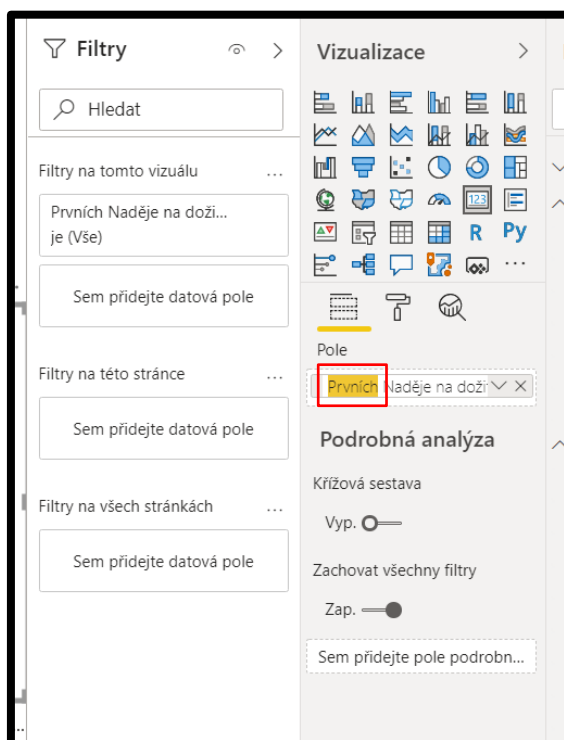 Filtry
Hledat
Filtry na tomto vizuálu ...
Prvních Naděje na doži...
je (Vše)
Sem přidejte datová pole
Filtry na této stránce ...
Sem přidejte datová pole
Filtry na všech stránkách ...
Sem přidejte datová pole
Vizualizace
123
R Py
...
Pole
Prvních Naděje na doži
Podrobná analýza
Křížová sestava
Vyp.
Zachovat všechny filtry
Zap.
Sem přidejte pole podrobn...